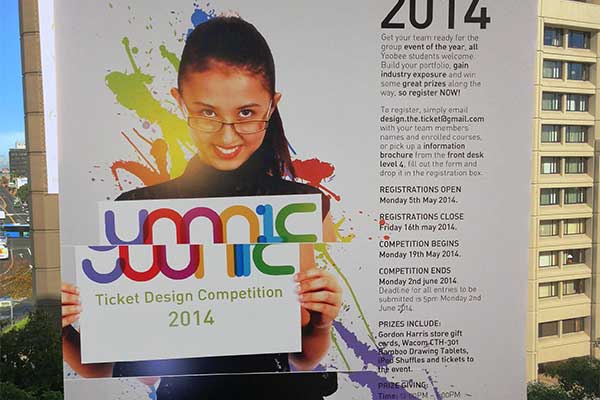 2014
Get your team ready for the
group event of the year, all
Yoobee students welcome.
Build your portfolio, gain
industry exposure and win
some great prizes along the
way, so register NOW!
To register, simply email
design.the.ticket@gmail.com
with your team members'
names and enrolled courses,
or pick up a information
brochure from the front desk
level 4, fill out the form and
drop it in the registration box.
REGISTRATIONS OPEN
Monday 5th May 2014.
REGISTRATIONS CLOSE
Friday 16th may 2014.
COMPETITION BEGINS
Monday 19th May 2014.
COMPETITION ENDS
Monday 2nd june 2014.
Deadline for all entries to be
submitted is 5pm Monday 2nd
June 2014.
PRIZES INCLUDE:
Gordon Harris store gift
cards, Wacom CTH-301
Bamboo Drawing Tablets,
iPod Shuffles and tickets to
the event.
PRIZE GIVING:
Time:
Ticket Design Competition
2014